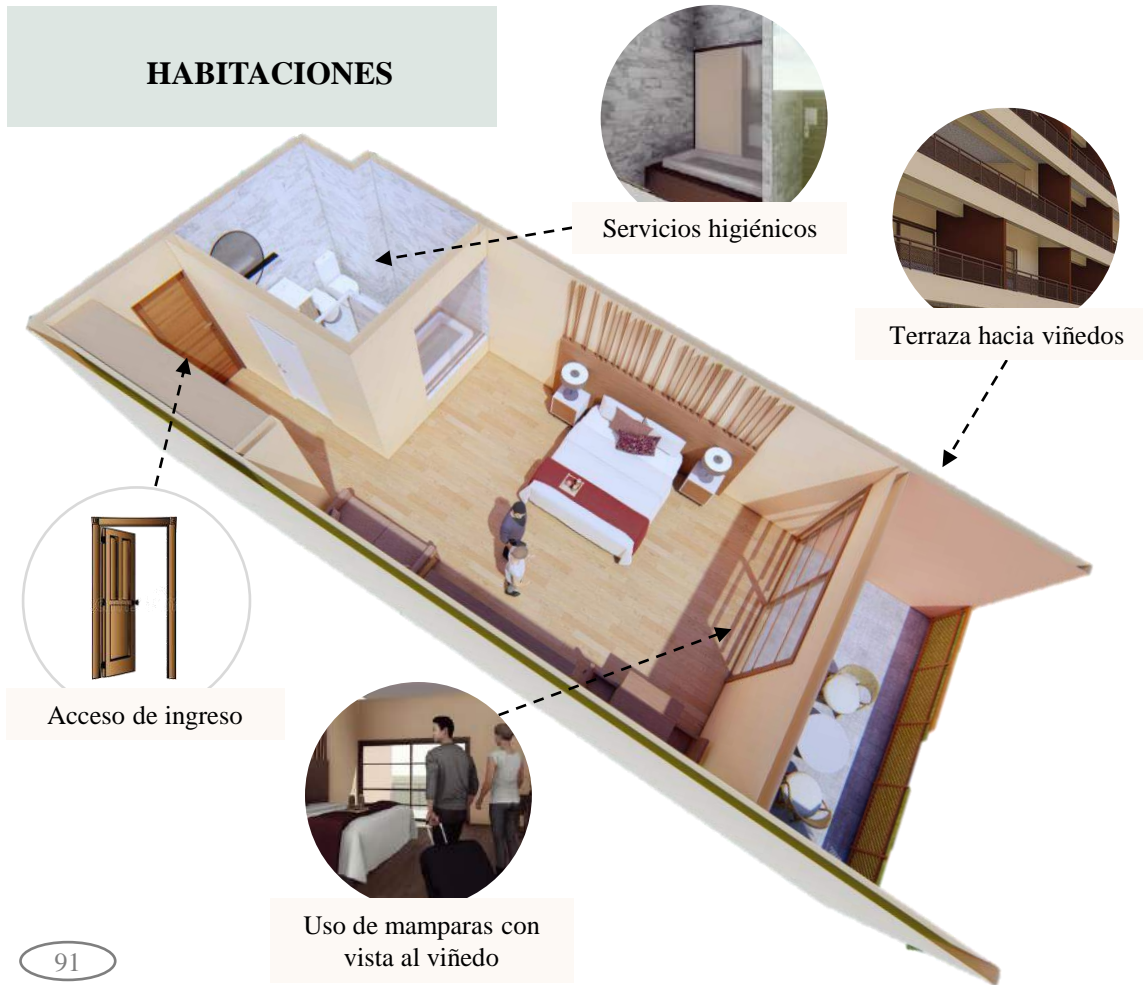 HABITACIONES
Servicios higiénicos
Terraza hacia viñedos
Acceso de ingreso
Uso de mamparas con
vista al viñedo
91